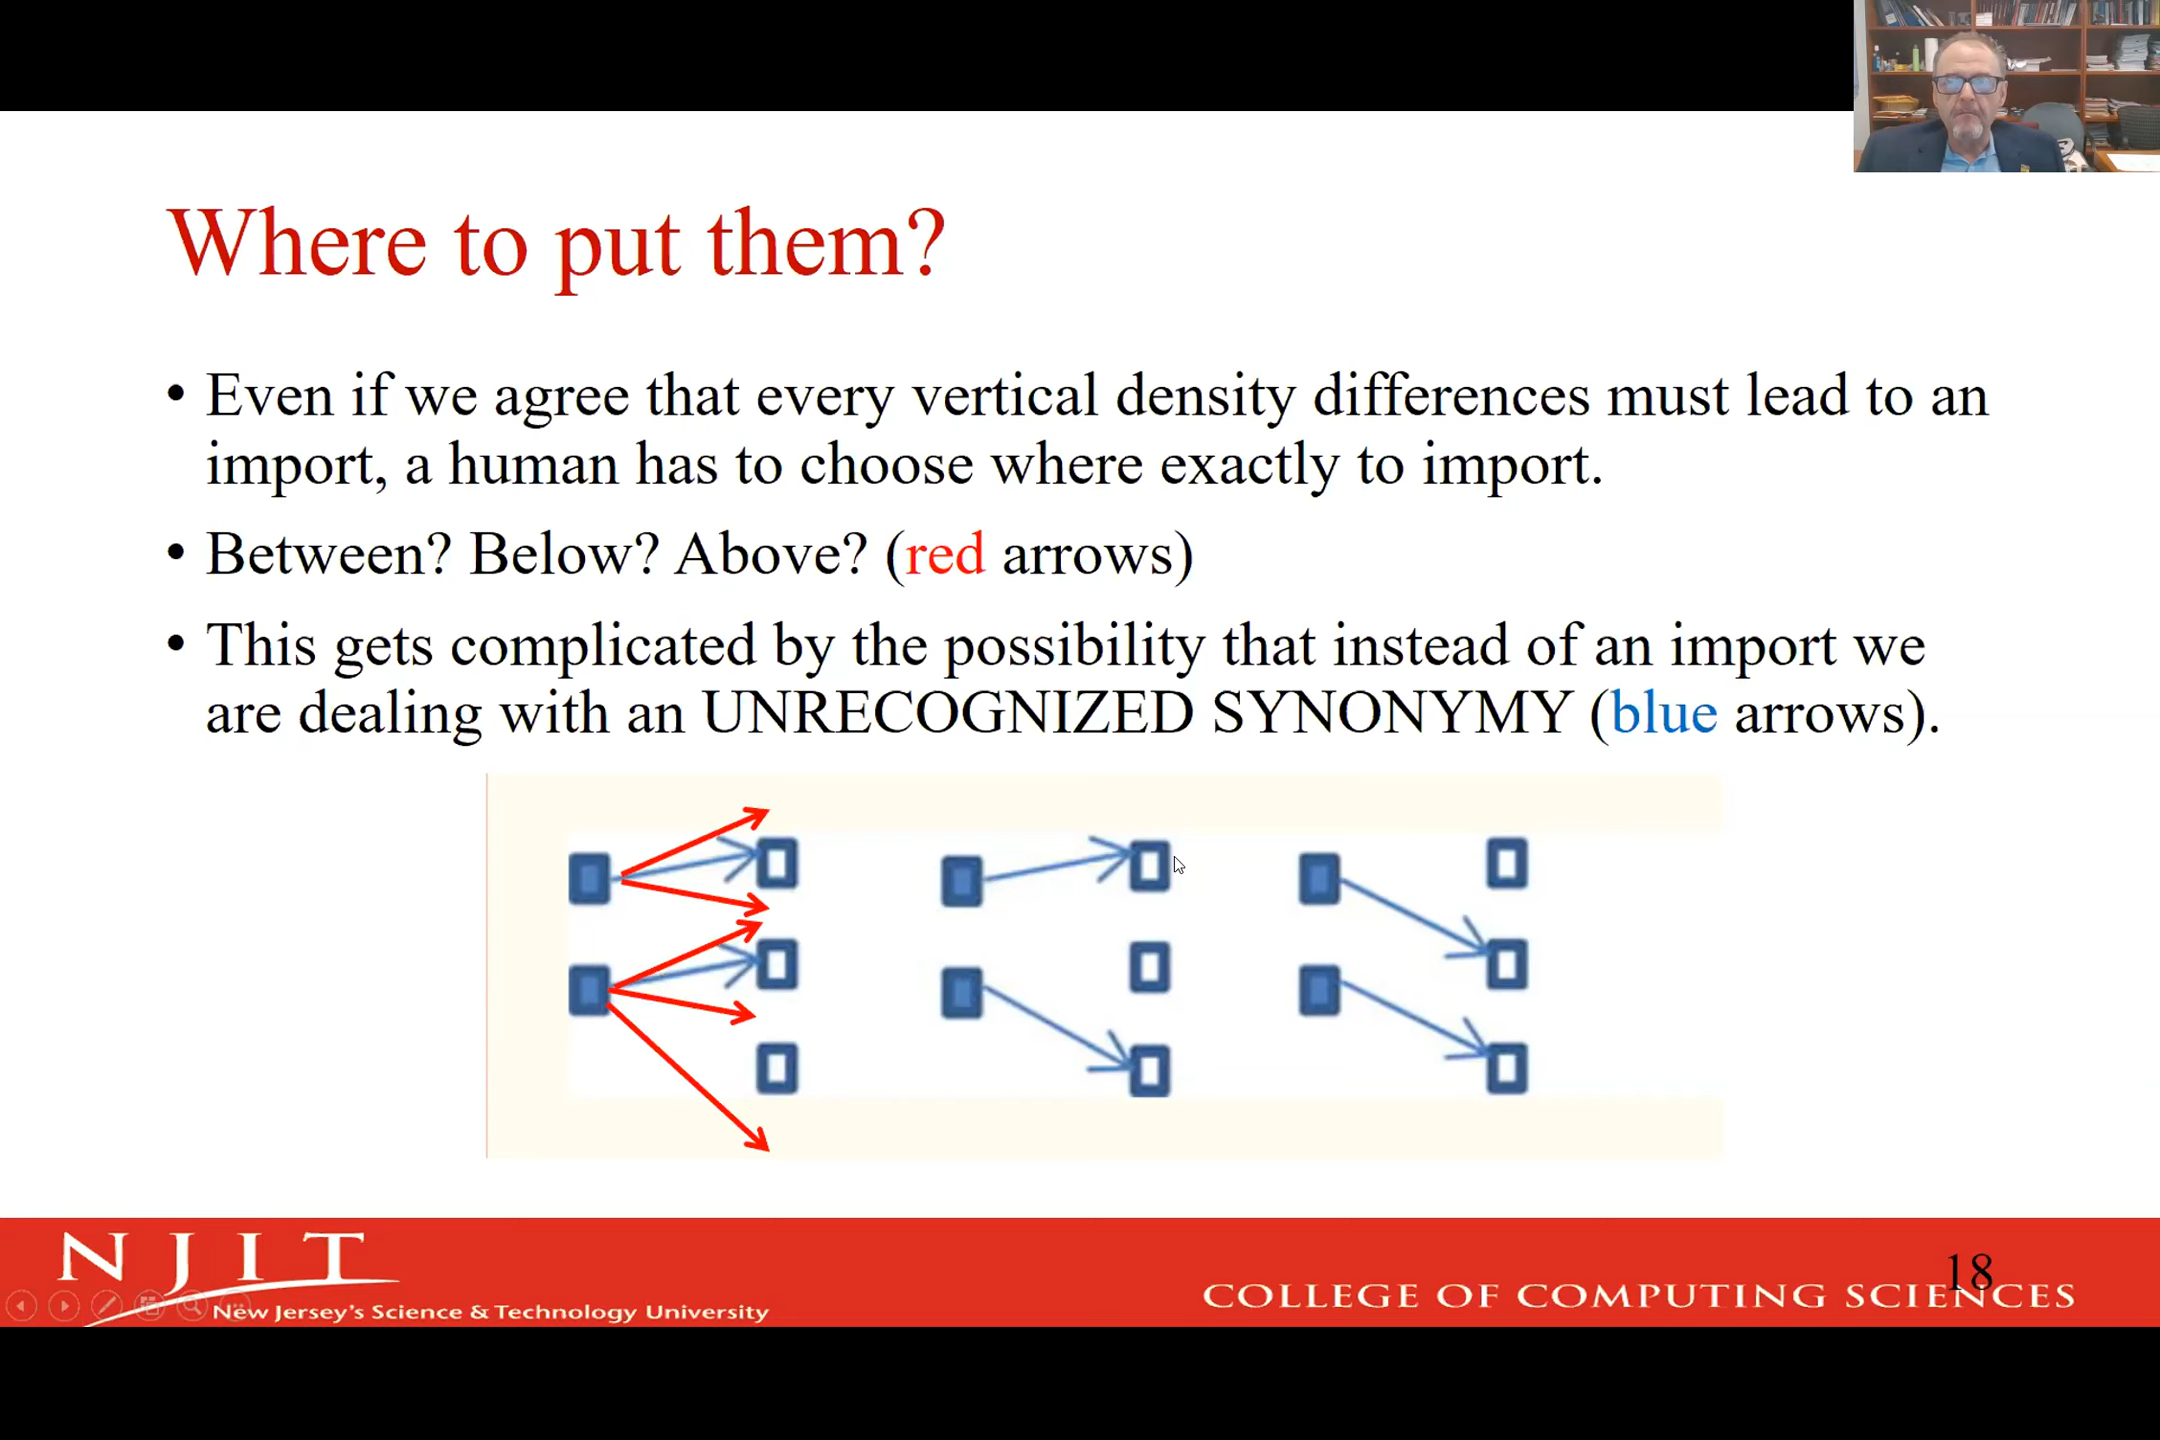 Where to put them?
• Even if we agree that every vertical density differences must lead to an
import, a human has to choose where exactly to import.
• Between? Below? Above? (red arrows)
• This gets complicated by the possibility that instead of an import we
are dealing with an UNRECOGNIZED SYNONYMY (blue arrows).
NJIT
New Jersey's Science & Technology University
18
COLLEGE OF COMPUTING SCIENCES